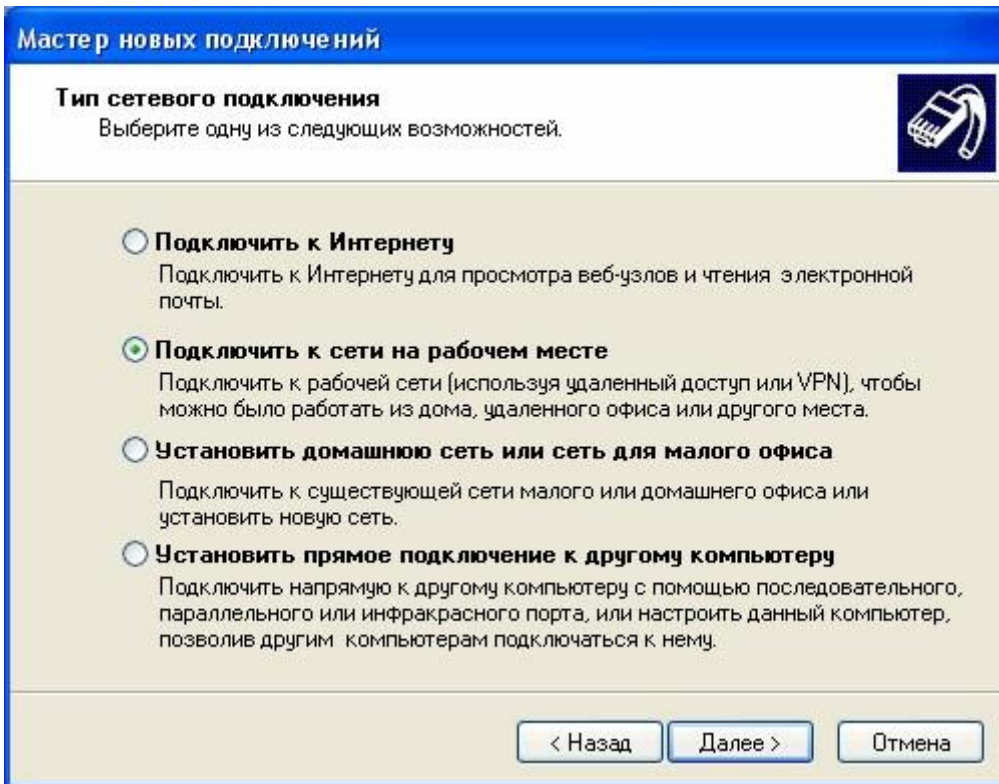 Мастер новых подключений
Тип сетевого подключения
Выберите одну из следующих возможностей.
Подключить к Интернету
Подключить к Интернету для просмотра веб-узлов и чтения электронной
почты.
Подключить к сети на рабочем месте
Подключить к рабочей сети (используя удаленный доступ или VPN), чтобы
можно было работать из дома, удаленного офиса или другого места.
Установить домашнюю сеть или сеть для малого офиса
Подключить к существующей сети малого или домашнего офиса или
установить новую сеть.
Установить прямое подключение к другому компьютеру
Подключить напрямую к другому компьютеру с помощью последовательного,
параллельного или инфракрасного порта, или настроить данный компьютер,
позволив другим компьютерам подключаться к нему.
< Назад Далее > Отмена